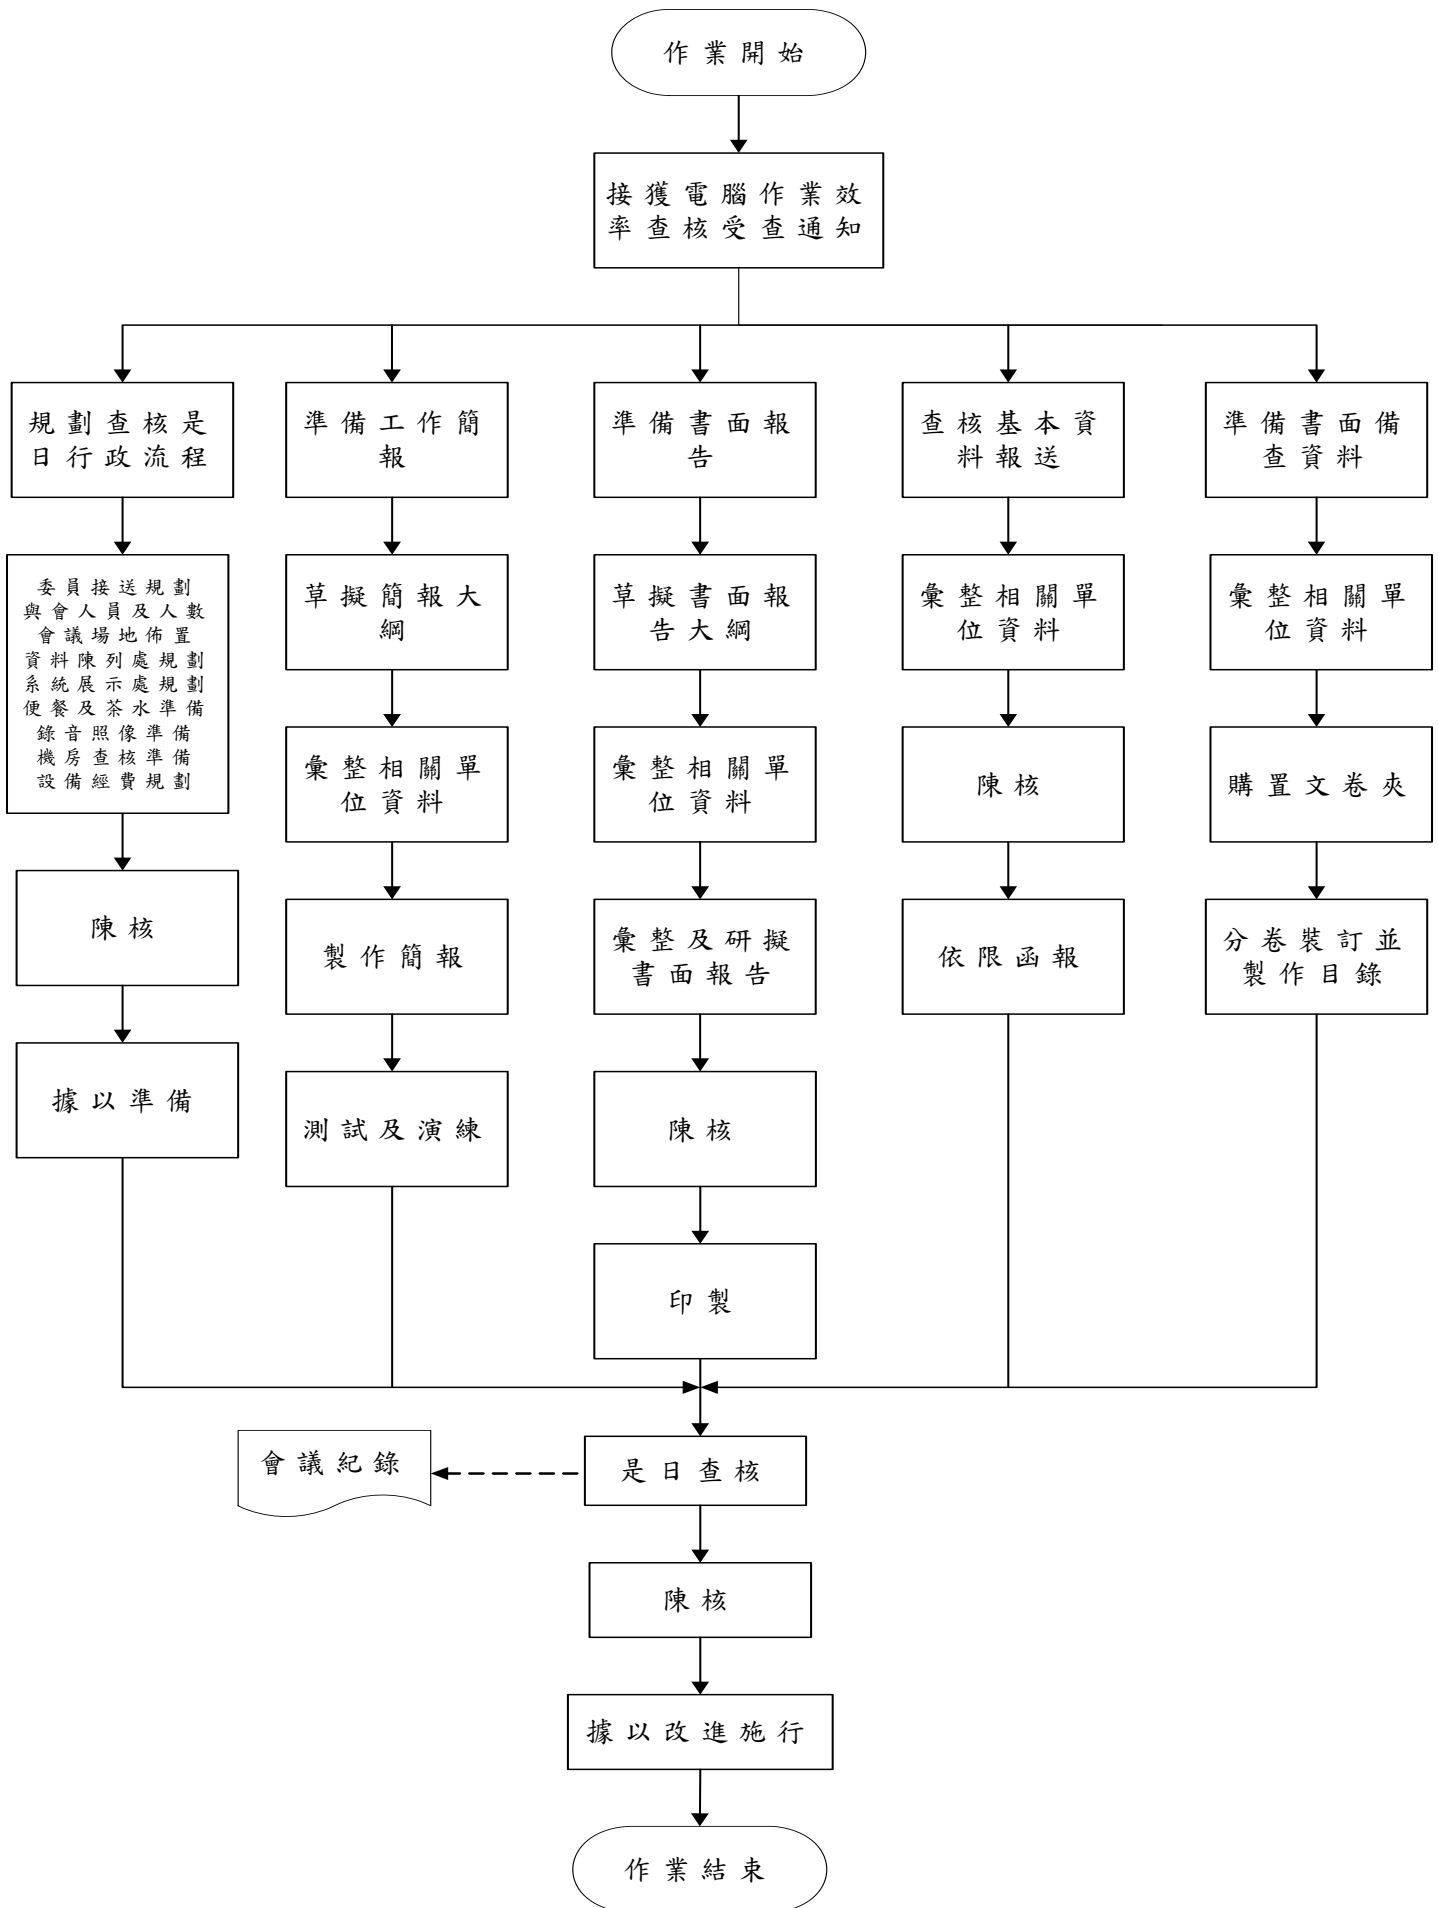 作業開始
接獲電腦作業效
率查核受查通知
規劃查核是
日行政流程
準備工作簡
報
準備書面報
告
查核基本資
料報送
準備書面備
查資料
委員接送規劃
與會人員及人數
會議場地佈置
資料陳列處規劃
系統展示處規劃
便餐及茶水準備
錄音照像準備
機房查核準備
設備經費規劃
草擬簡報大
綱
草擬書面報
告大綱
彙整相關單
位資料
彙整相關單
位資料
彙整相關單
位資料
彙整相關單
位資料
陳核
購置文卷夾
陳核
製作簡報
彙整及研擬
書面報告
依限函報
分卷裝訂並
製作目錄
據以準備
測試及演練
陳核
印製
會議紀錄
是日查核
陳核
據以改進施行
作業結束